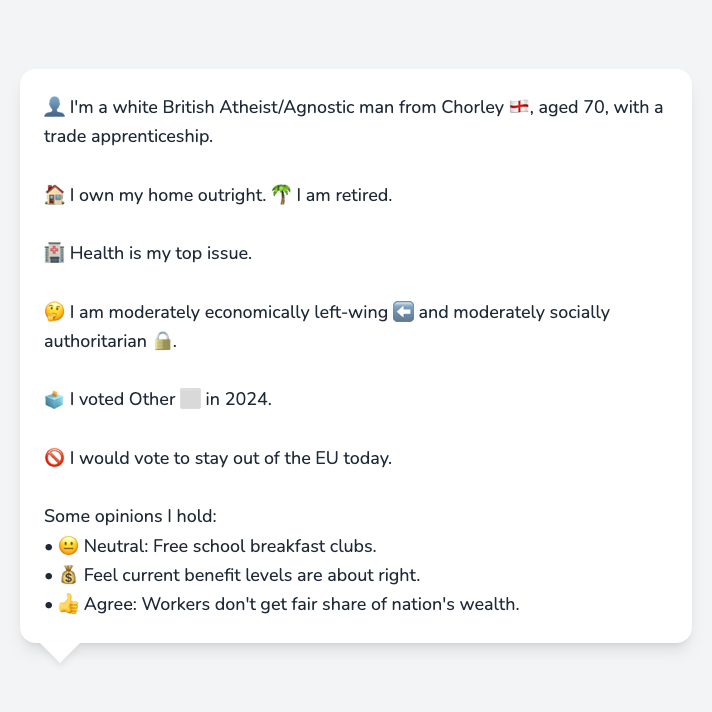 👤 I'm a white British Atheist/Agnostic man from Chorley 🏴󠁧󠁢󠁥󠁮󠁧󠁿, aged 70, with a
trade apprenticeship.
🏠 I own my home outright. 🌴 I am retired.
🏥 Health is my top issue.
🤔 I am moderately economically left-wing ⬅️ and moderately socially
authoritarian 🔒.
🗳️ I voted Other ⬜ in 2024.
🚫 I would vote to stay out of the EU today.
Some opinions I hold:
• 😐 Neutral: Free school breakfast clubs.
• 💰 Feel current benefit levels are about right.
• 👍 Agree: Workers don't get fair share of nation's wealth.